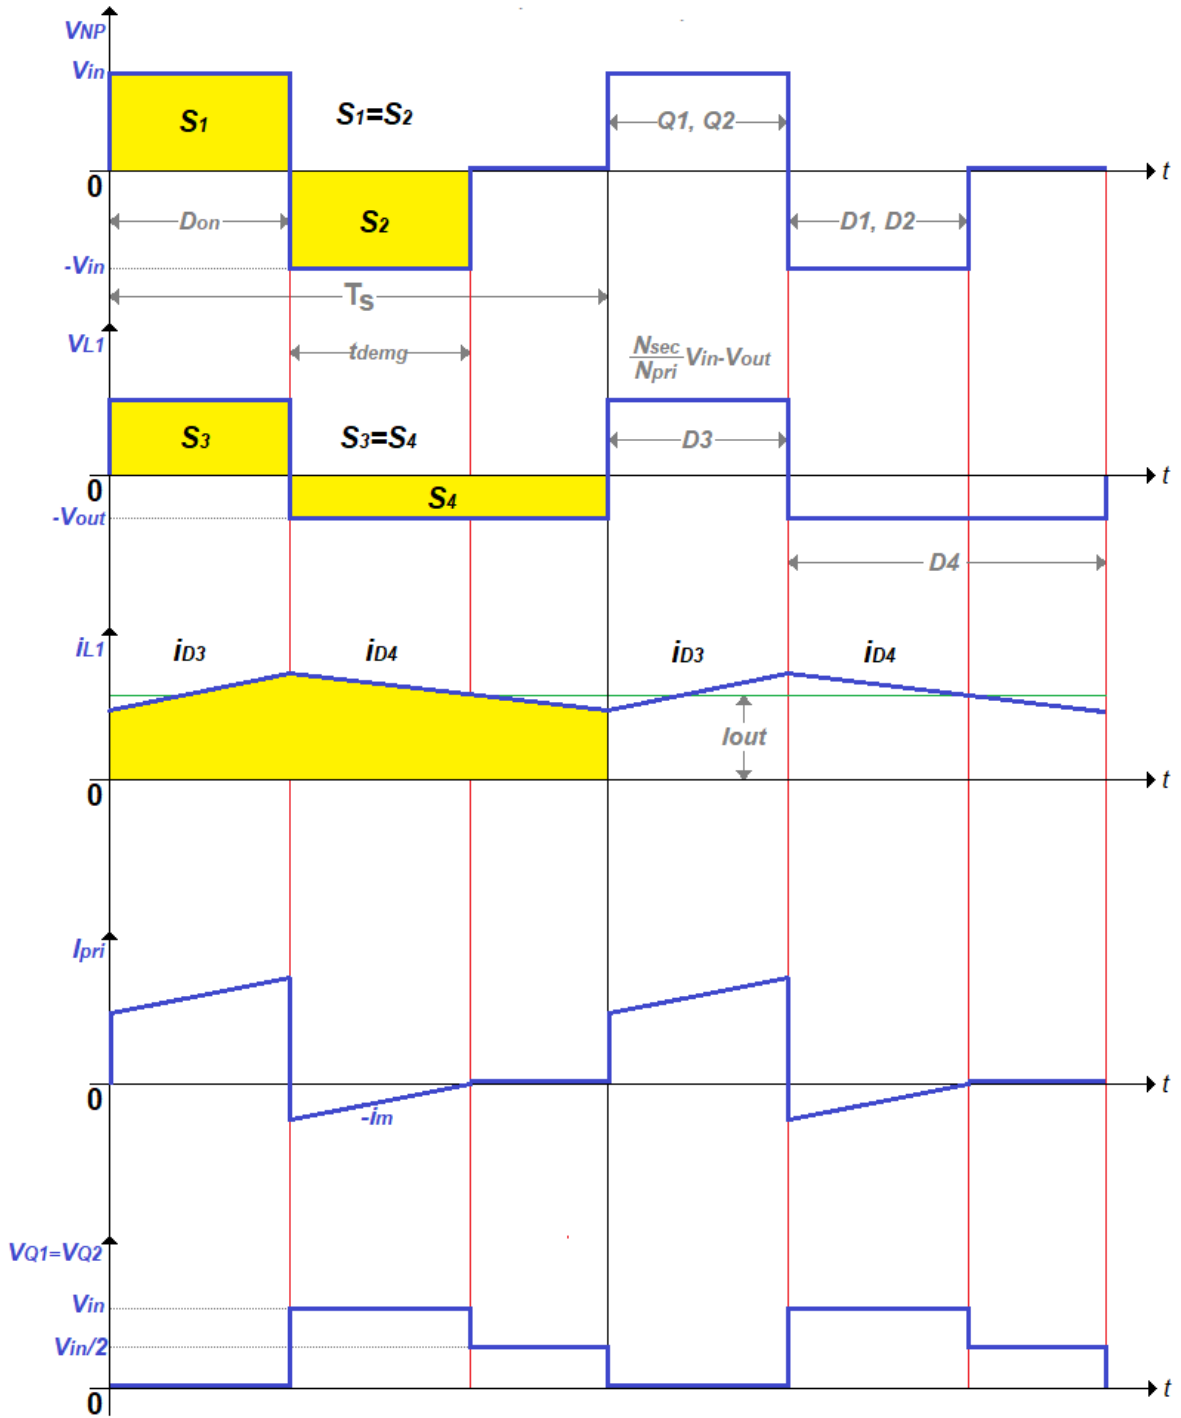 VNP
Vin
S1
S1=S2
Q1, Q2
t
0
Don
S2
D1, D2
-Vin
Ts
VL1
tdemg
Nsec
Npri
Vin-Vout
S3
S3=S4
D3
t
0
S4
-Vout
D4
iL1
iD3
iD4
iD3
iD4
Iout
t
0
Ipri
t
0
-im
VQ1=VQ2
Vin
Vin/2
t
0